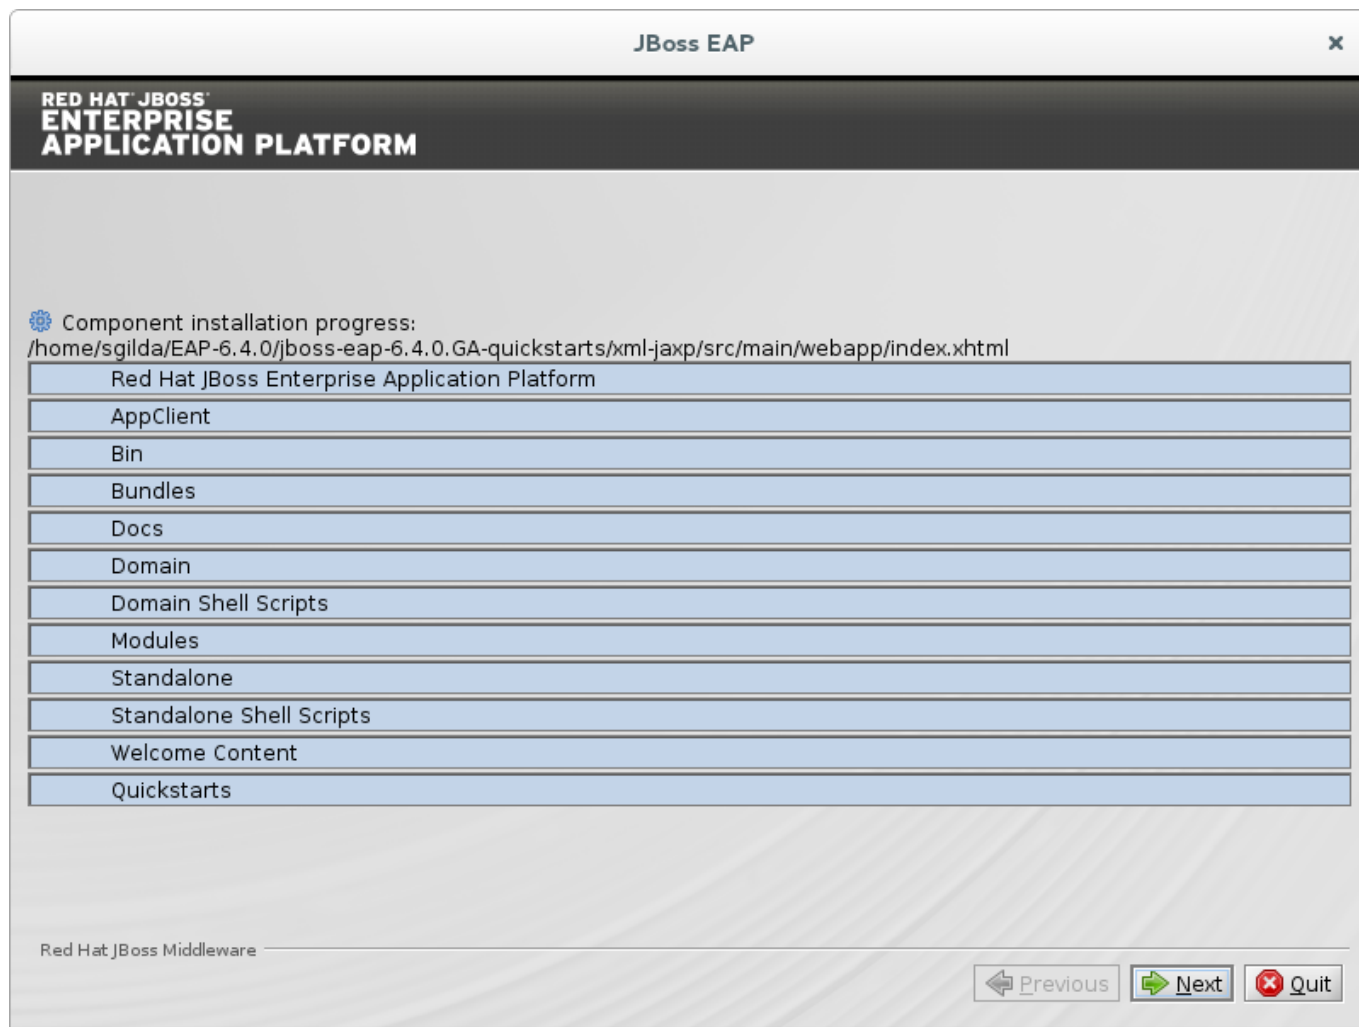 JBoss EAP
RED HAT JBOSS
ENTERPRISE
APPLICATION PLATFORM
Component installation progress:
/home/sgilda/EAP-6.4.0/jboss-eap-6.4.0.GA-quickstarts/xml-jaxp/src/main/webapp/index.xhtml
Red Hat JBoss Enterprise Application Platform
AppClient
Bin
Bundles
Docs
Domain
Domain Shell Scripts
Modules
Standalone
Standalone Shell Scripts
Welcome Content
Quickstarts
Red Hat JBoss Middleware
Previous Next Quit